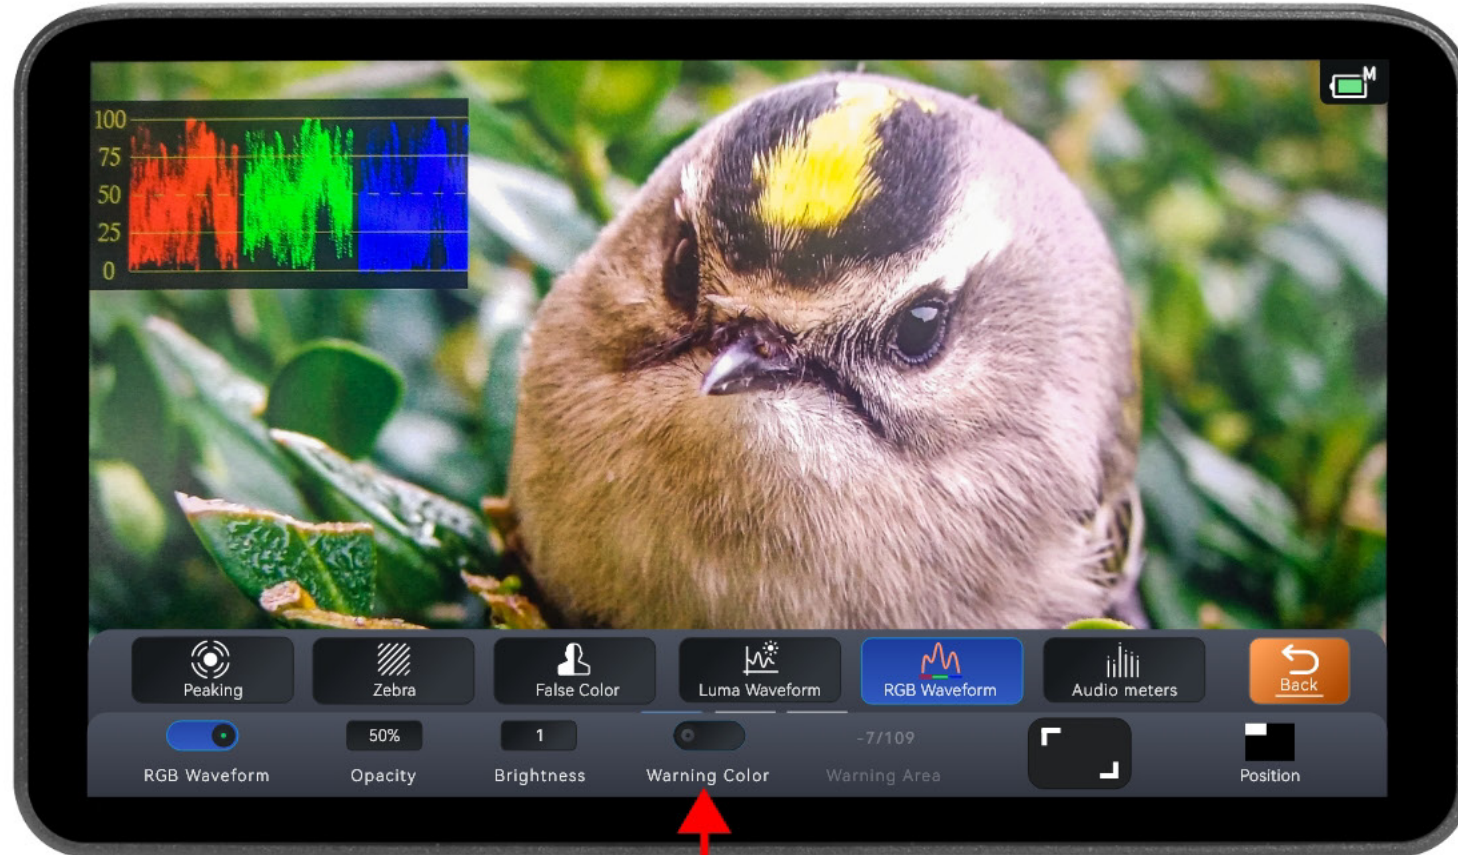 M
100
75
50
25
0
Peaking
Zebra
False Color
Luma Waveform
RGB Waveform
Audio meters
Back
50%
1
-7/109
RGB Waveform
Opacity
Brightness
Warning Color
Warning Area
Position